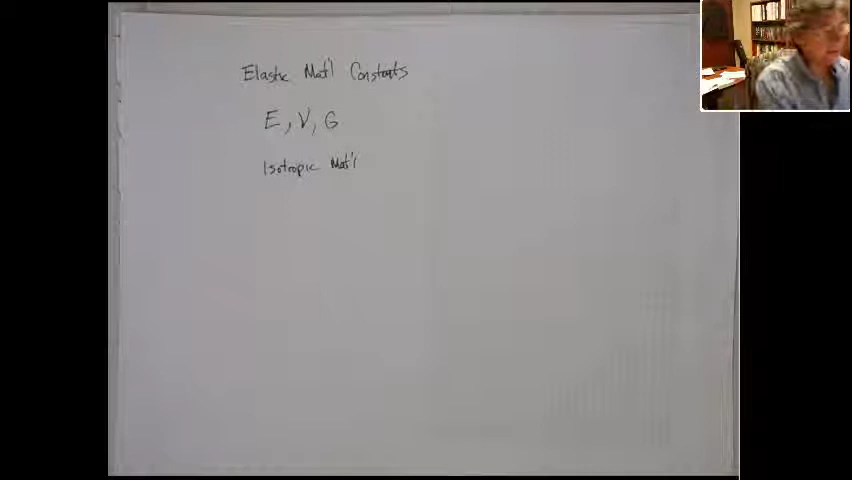 Elastic Mat'l Constants
E, ν, G
Isotropic Mat'l